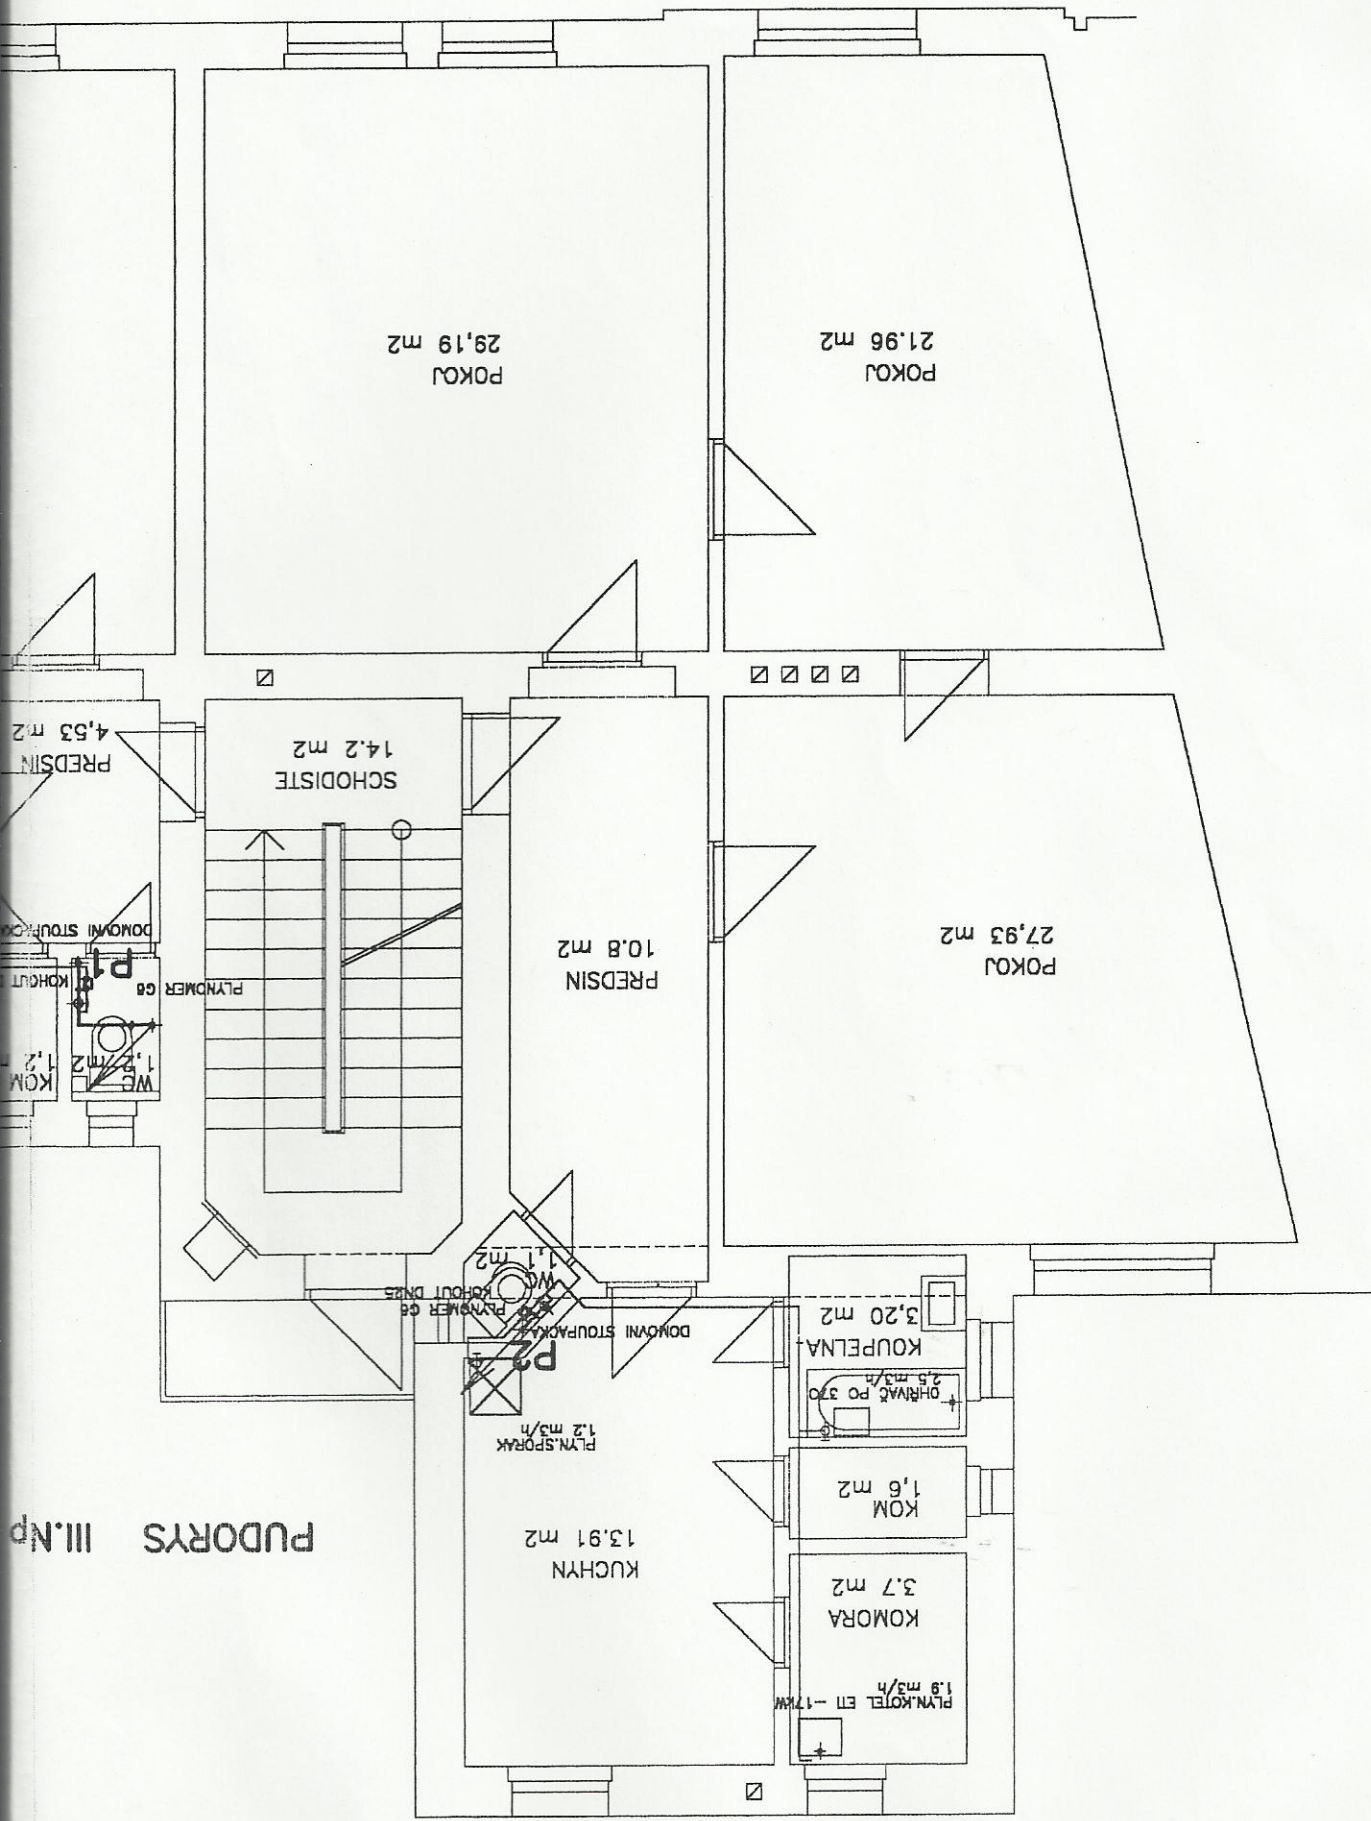 PLYN.KOTEL ETI -17kW
1.9 m3/h
KOMORA
3.7 m2
KUCHYN
13.91 m2
PUDORYS III.Np
KOM
1,6 m2
PLYN.SPORAK
1.2 m3/h
OHŘÍVAČ PO 370
2,5 m3/h
KOUPELNA
3,20 m2
P2
DOMOVNI STOUPACKA
PLYNOMER G6
KOHOUT DN25
WC
1,1 m2
WC
1,2 m2
KOM
1,2
PLYNOMER G6
KOHOUT
P1
DOMOVNI
POKOJ
27,93 m2
PREDSIN
10.8 m2
SCHODISTE
14.2 m2
PREDSIN
4,53 m2
POKOJ
21.96 m2
POKOJ
29,19 m2